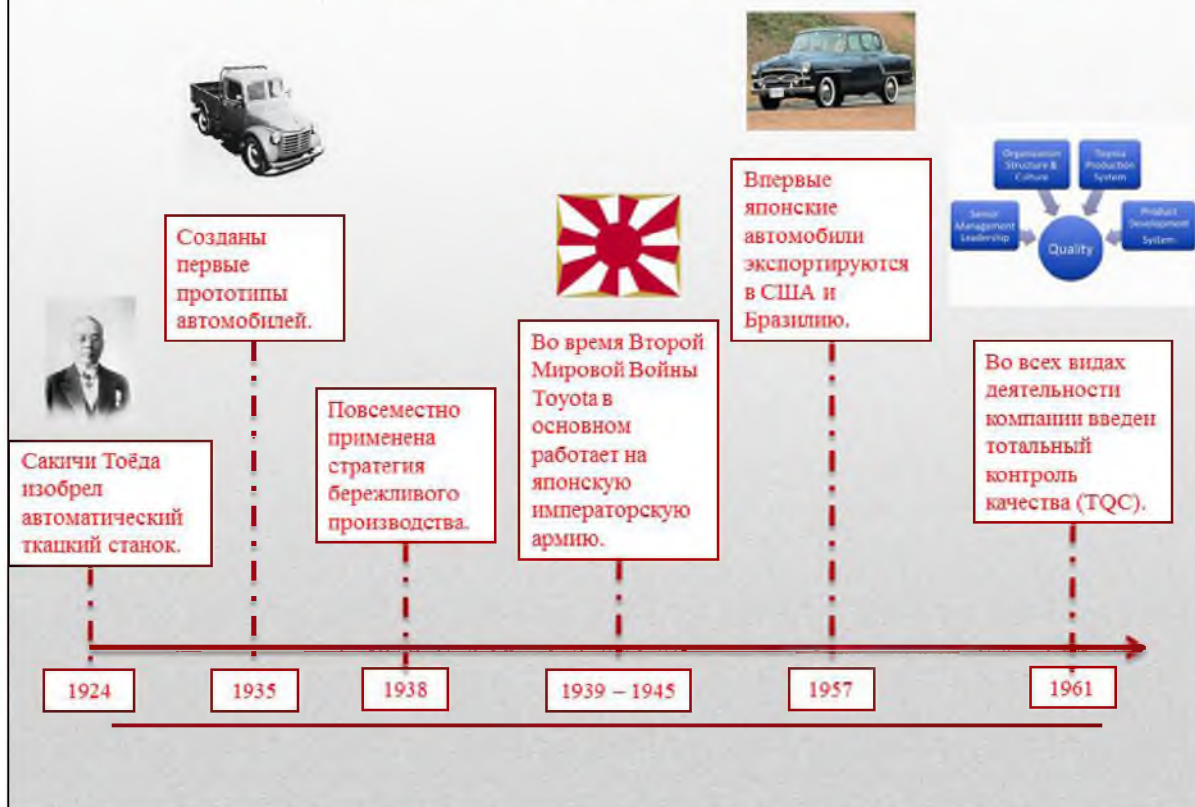 Сакичи Тоёда
изобрел
автоматический
ткацкий станок.
1924
Созданы
первые
прототипы
автомобилей.
1935
Повсеместно
применена
стратегия
бережливого
производства.
1938
Во время Второй
Мировой Войны
Toyota в
основном
работает на
японскую
императорскую
армию.
1939 – 1945
Впервые
японские
автомобили
экспортируются
в США и
Бразилию.
1957
Organization
Structure &
Culture
Toyota
Production
System
Senior
Management
Leadership
Product
Development
System
Quality
Во всех видах
деятельности
компании введен
тотальный
контроль
качества (TQC).
1961